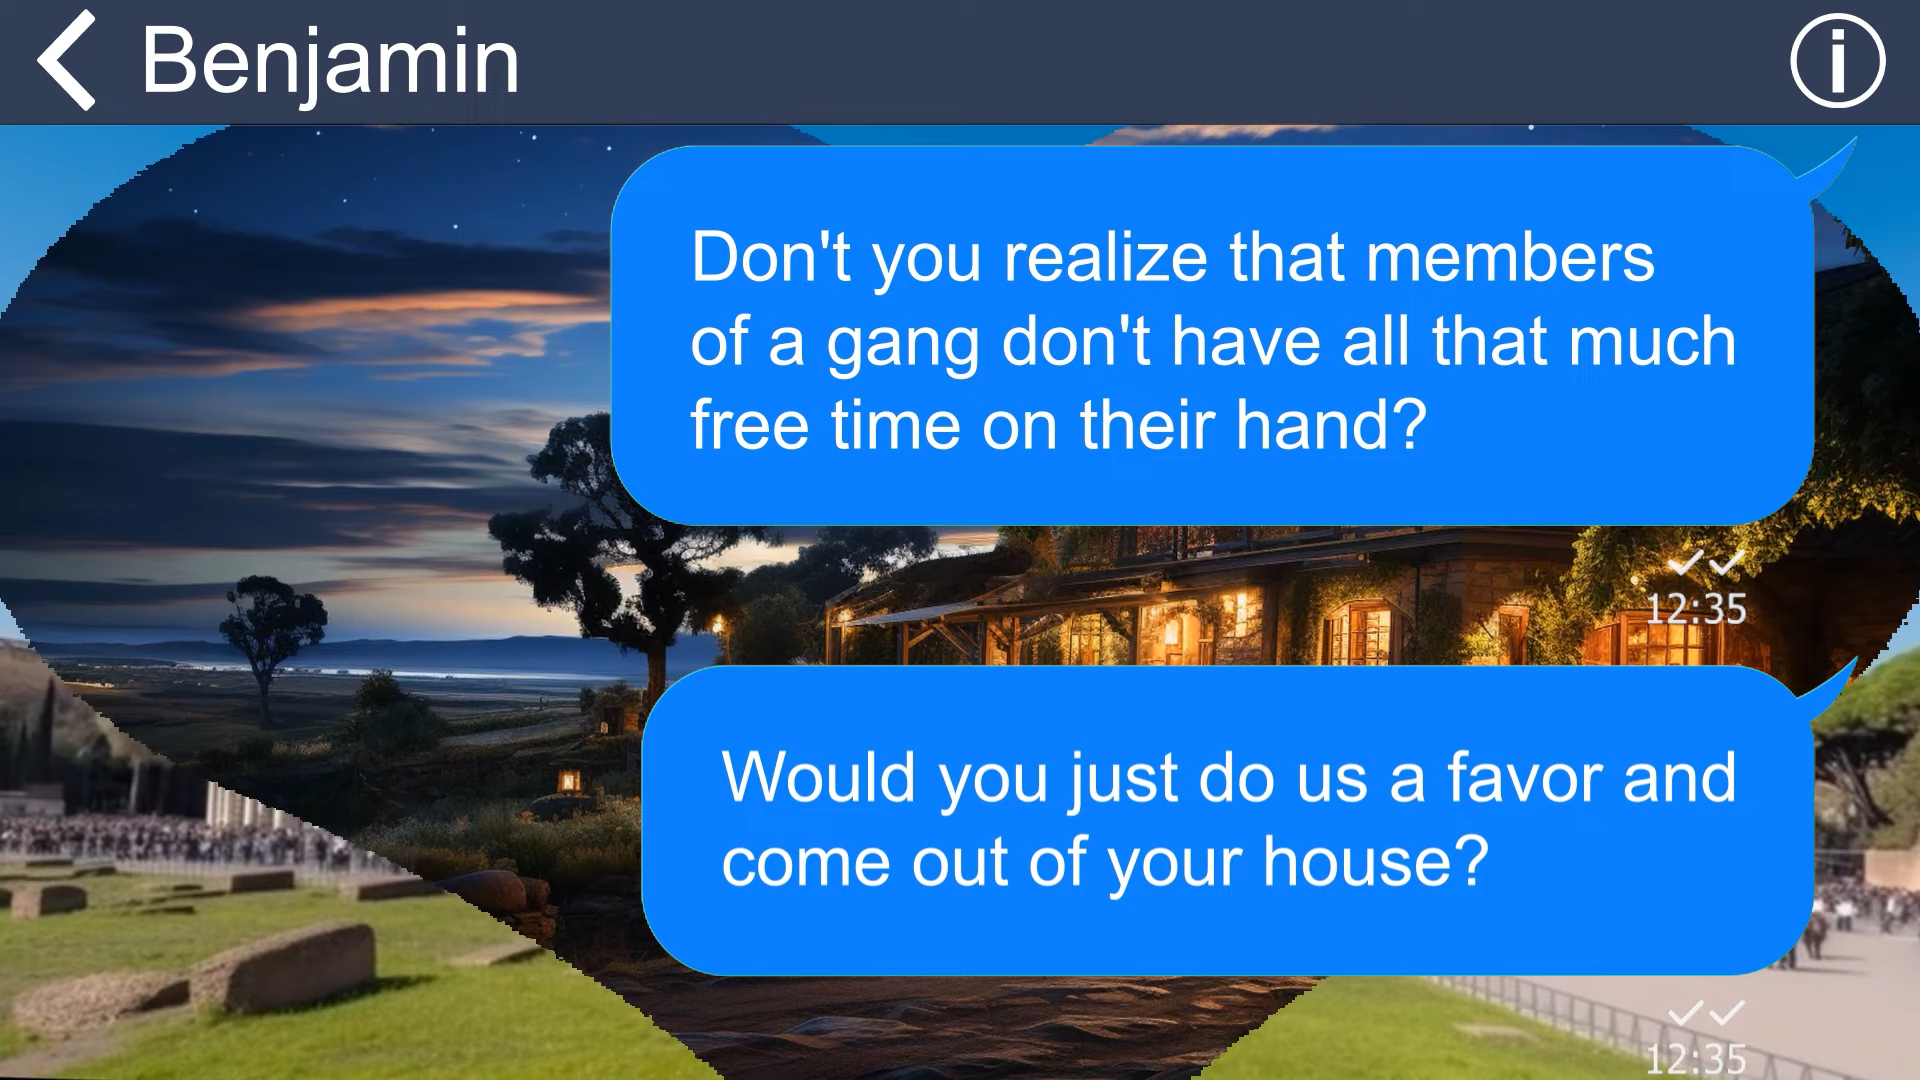 Benjamin
Don't you realize that members
of a gang don't have all that much
free time on their hand?
12:35
Would you just do us a favor and
come out of your house?
12:35